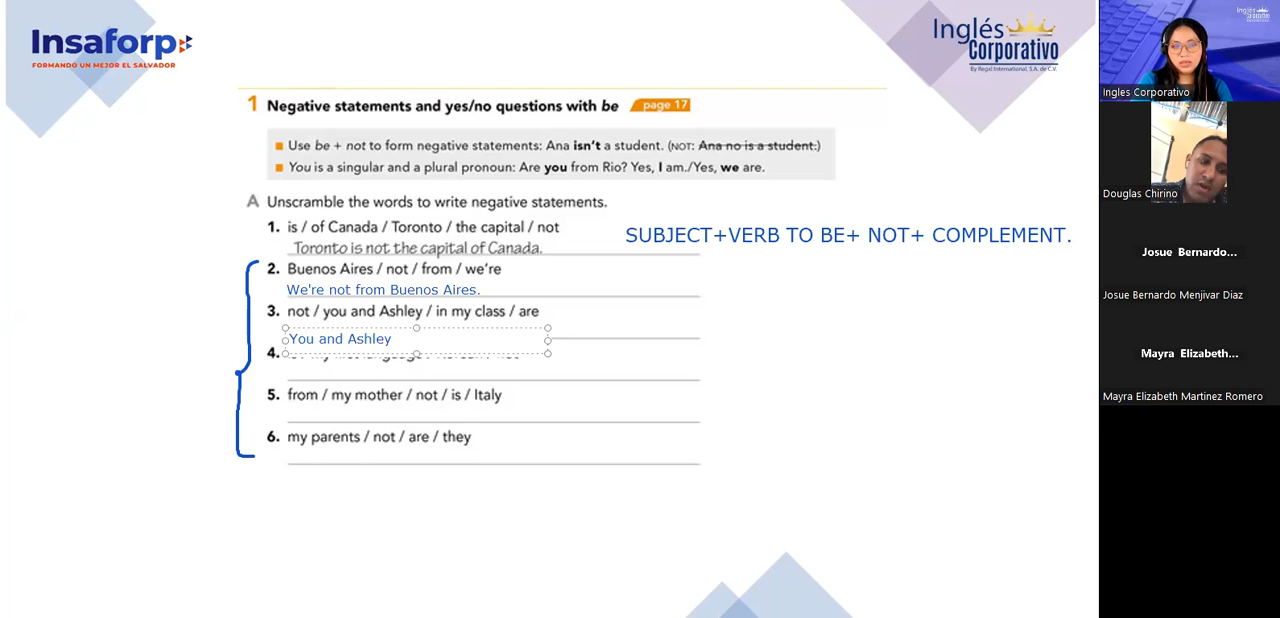 Insaforp
FORMANDO UN MEJOR EL SALVADOR
Inglés
Corporativo
By Regal International, S.A. de C.V.
1 Negative statements and yes/no questions with be page 17
Use be + not to form negative statements: Ana isn't a student. (NOT: Ana no is a student.)
You is a singular and a plural pronoun: Are you from Rio? Yes, I am./Yes, we are.
A Unscramble the words to write negative statements.
1. is / of Canada / Toronto / the capital / not
Toronto is not the capital of Canada.
SUBJECT+VERB TO BE+ NOT+ COMPLEMENT.
2. Buenos Aires / not / from / we're
We're not from Buenos Aires.
3. not / you and Ashley / in my class / are
You and Ashley
4.
5. from / my mother / not / is / Italy
6. my parents / not / are / they
Inglés
Ingles Corporativo
Douglas Chirino
Josue Bernardo...
Josue Bernardo Menjivar Diaz
Mayra Elizabeth...
Mayra Elizabeth Martinez Romero